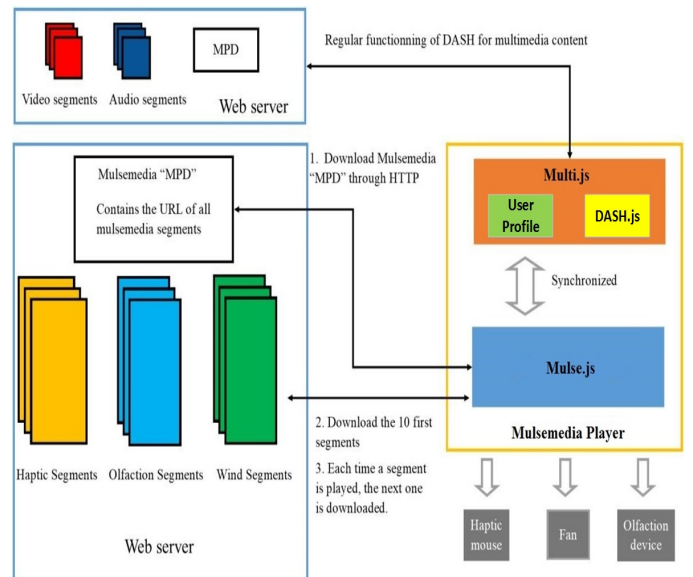 Regular functionning of DASH for multimedia content
MPD
Video segments
Audio segments
Web server
Mulsemedia “MPD”
Contains the URL of all
mulsemedia segments
1. Download Mulsemedia
“MPD” through HTTP
Multi.js
User
Profile
DASH.js
Synchronized
Mulse.js
Mulsemedia Player
2. Download the 10 first
segments
3. Each time a segment
is played, the next one
is downloaded.
Haptic Segments
Olfaction Segments
Wind Segments
Web server
Haptic
mouse
Fan
Olfaction
device